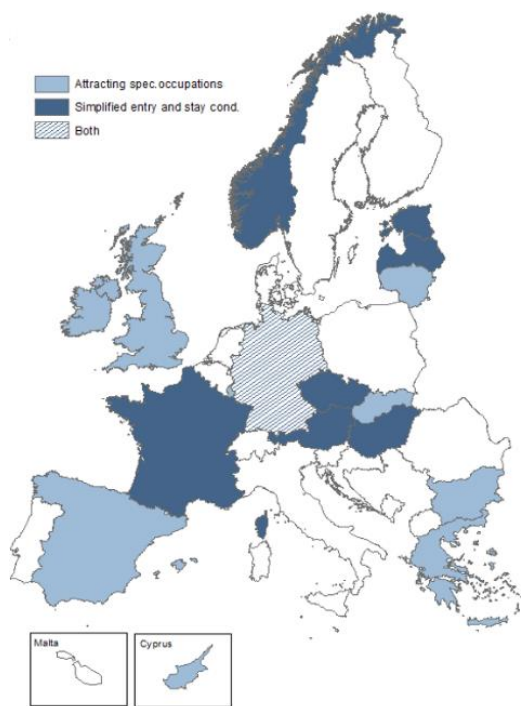 Attracting spec.occupations
Simplified entry and stay cond.
Both
Malta
Cyprus